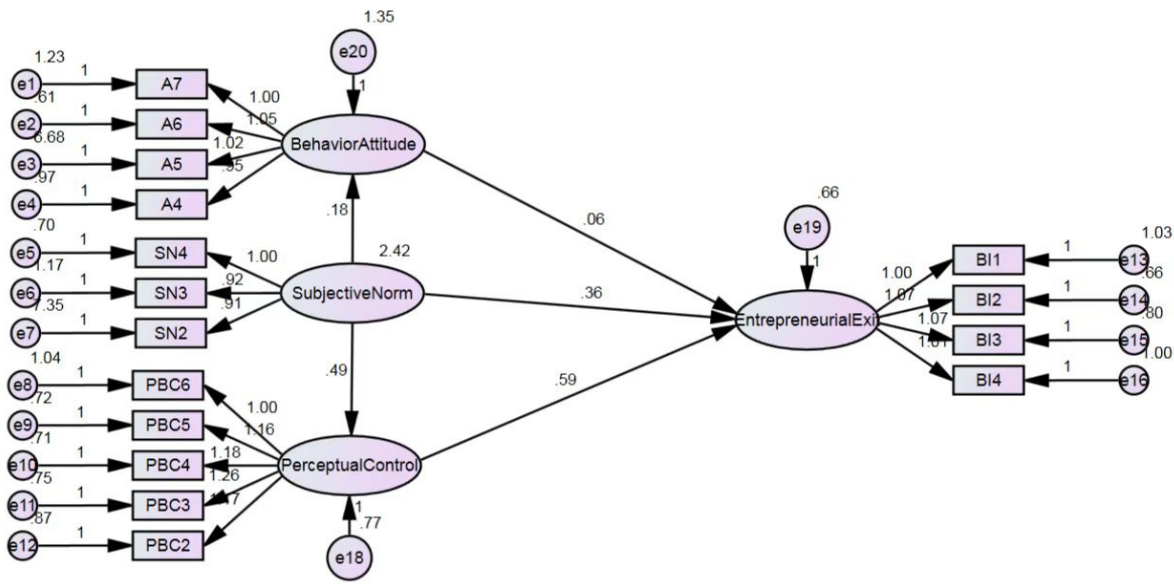 1.35
e20
1
1.23
e1
1
A7
1.00
.61
e2
1
A6
1.05
BehaviorAttitude
6.68
e3
1
A5
1.02
.97
e4
1
A4
.95
.18
.06
.70
e5
1
SN4
1.00
2.42
1.17
e6
1
SN3
.92
SubjectiveNorm
.36
7.35
e7
1
SN2
.91
.66
e19
1
EntrepreneurialExi
1.00
BI1
1
e13
1.03
1.07
BI2
1
e14
.66
1.07
BI3
1
e15
.80
BI4
1
e16
1.00
.49
.59
1.04
e8
1
PBC6
1.00
.72
e9
1
PBC5
1.16
.71
e10
1
PBC4
1.18
PerceptualControl
.75
e11
1
PBC3
1.26
.87
e12
1
PBC2
1
.77
e18